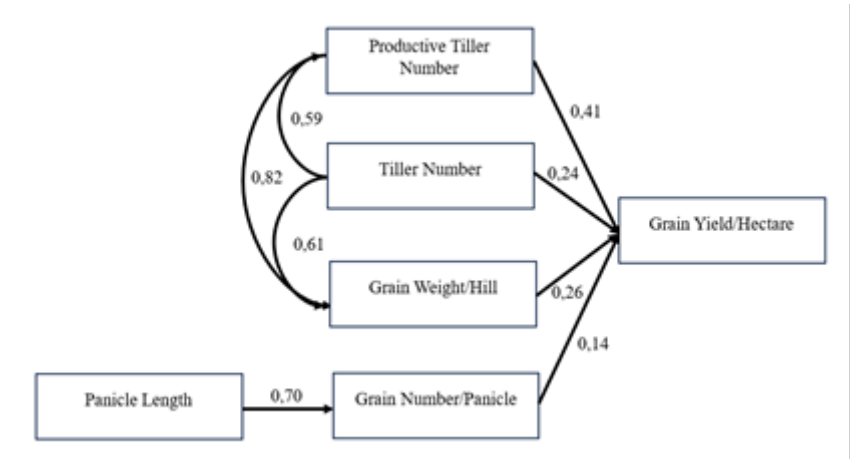 Productive Tiller
Number
0,59
0,41
Tiller Number
0,82
0,24
Grain Yield/Hectare
0,61
Grain Weight/Hill
0,26
0,14
Panicle Length
0,70
Grain Number/Panicle